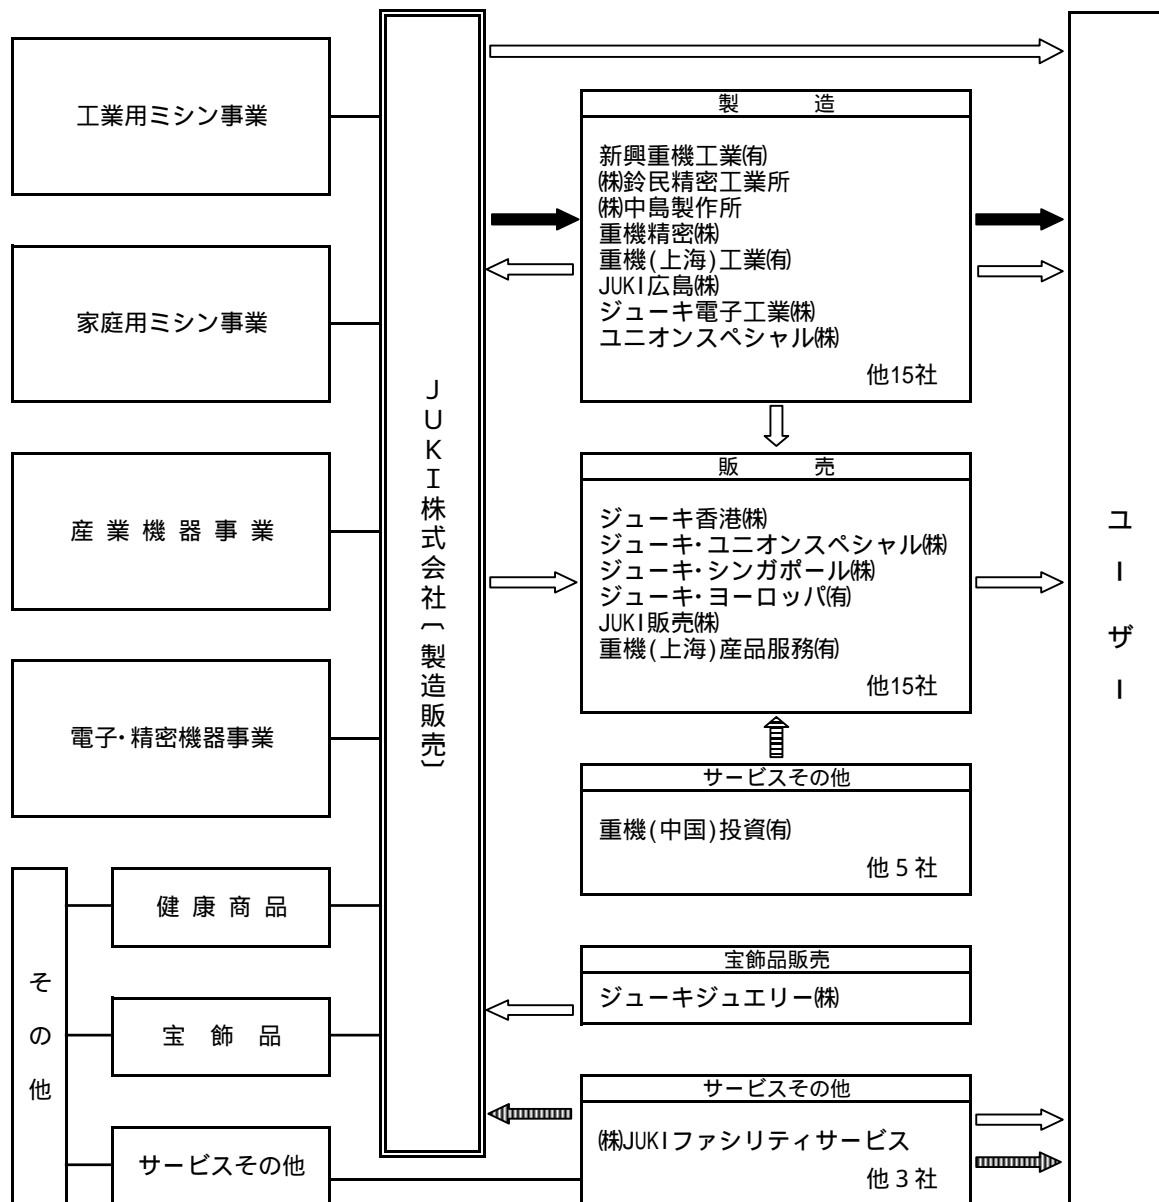 工業用ミシン事業
家庭用ミシン事業
産業機器事業
電子・精密機器事業
その他
健康商品
宝飾品
サービスその他
JUKI株式会社〔製造販売〕
製造
新興重機工業㈲
㈱鈴民精密工業所
㈱中島製作所
重機精密㈱
重機(上海)工業㈲
JUKI広島㈱
ジューキ電子工業㈱
ユニオンスペシャル㈱
他15社
販売
ジューキ香港㈱
ジューキ・ユニオンスペシャル㈱
ジューキ・シンガポール㈱
ジューキ・ヨーロッパ㈲
JUKI販売㈱
重機(上海)産品服務㈲
他15社
サービスその他
重機(中国)投資㈲
他5社
宝飾品販売
ジューキジュエリー㈱
サービスその他
㈱JUKIファシリティサービス
他3社
ユーザー